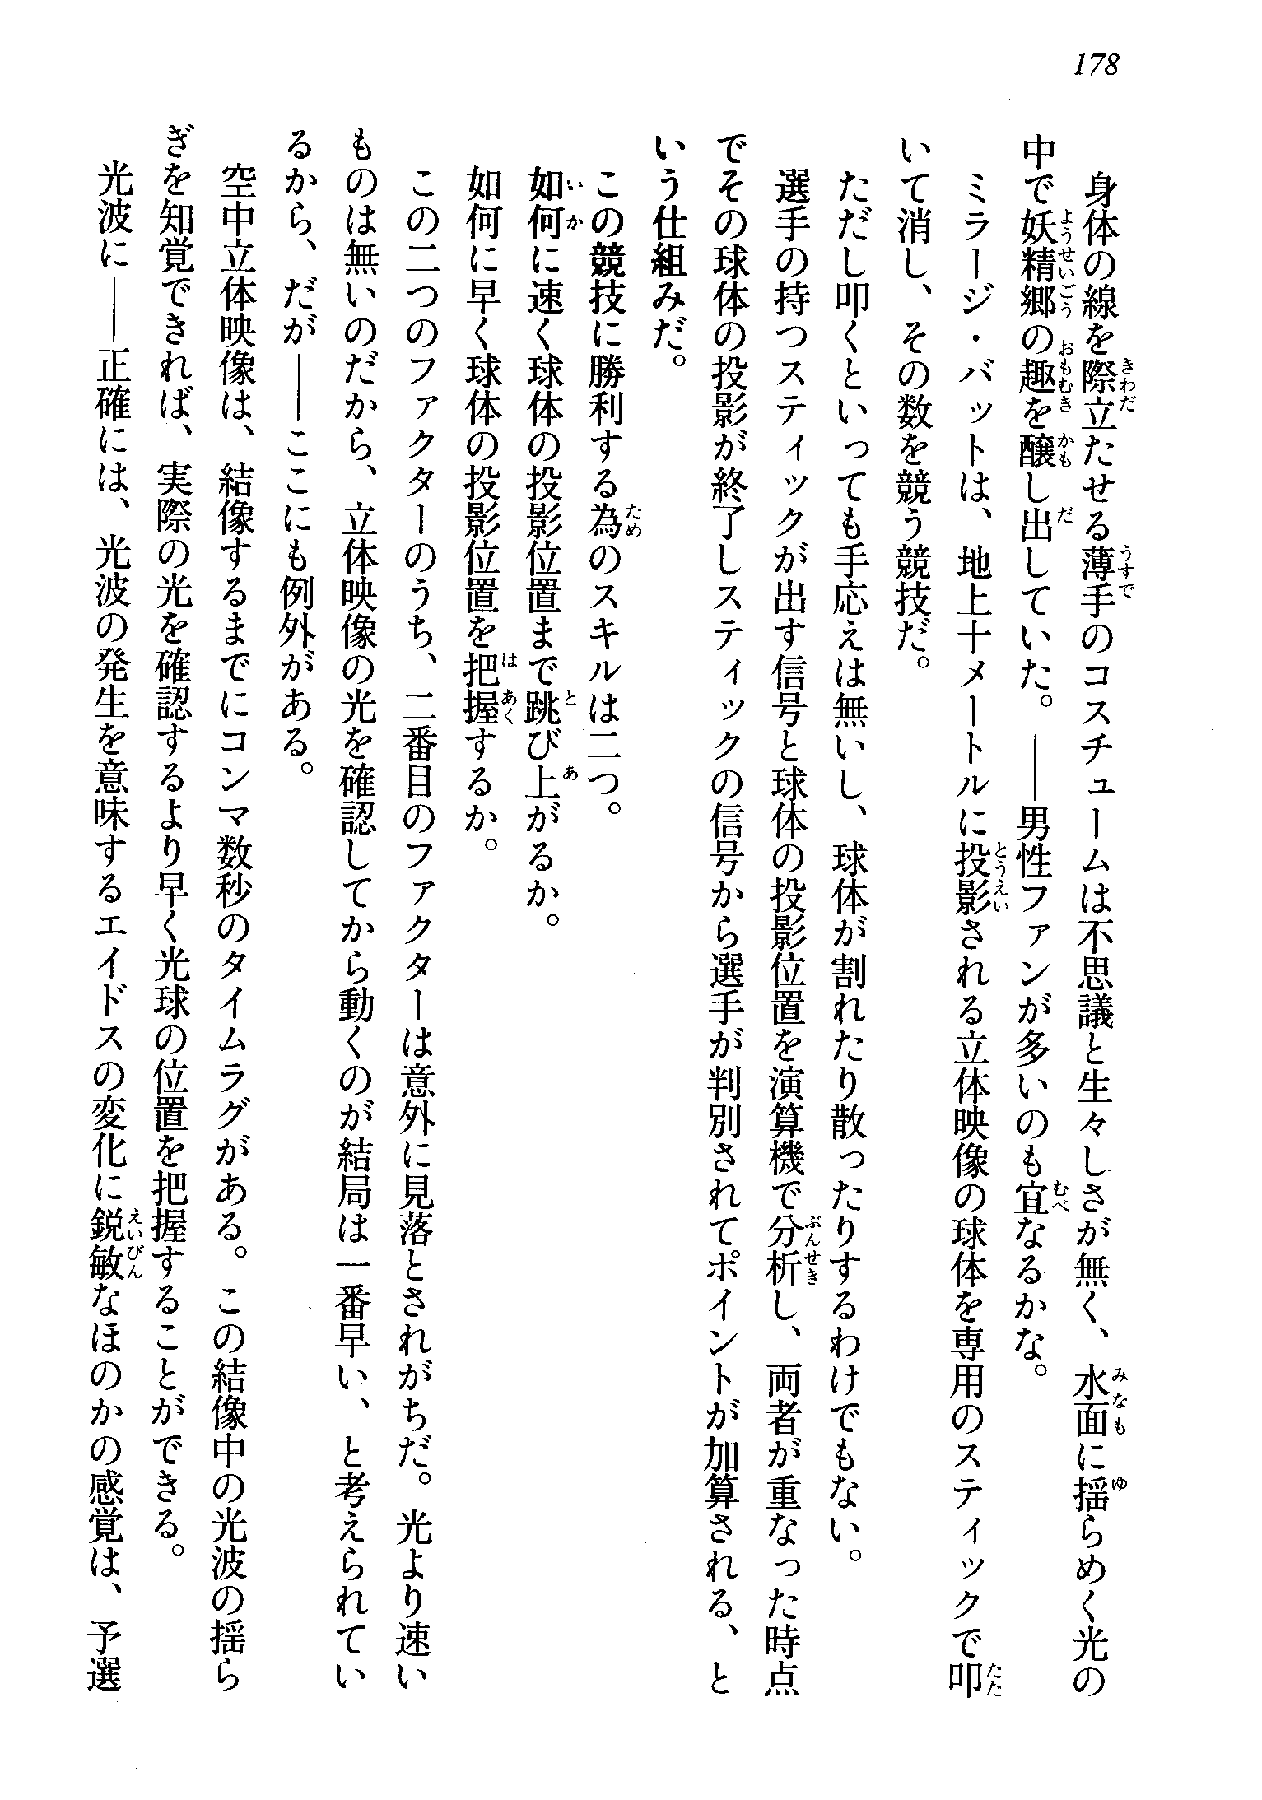 178
身体の線を際立たせる薄手のコスチュームは不思議と生々しさが無く、水面に揺らめく光の
中で妖精郷の趣を醸し出していた。――男性ファンが多いのも宜なるかな。
ミラージ・バットは、地上十メートルに投影される立体映像の球体を専用のスティックで叩
いて消し、その数を競う競技だ。
ただし叩くといっても手応えは無いし、球体が割れたり散ったりするわけでもない。
選手の持つスティックが出す信号と球体の投影位置を演算機で分析し、両者が重なった時点
でその球体の投影が終了しスティックの信号から選手が判別されてポイントが加算される、と
いう仕組みだ。
この競技に勝利する為のスキルは二つ。
如何に速く球体の投影位置まで跳び上がるか。
如何に早く球体の投影位置を把握するか。
この二つのファクターのうち、二番目のファクターは意外に見落とされがちだ。光より速い
ものは無いのだから、立体映像の光を確認してから動くのが結局は一番早い、と考えられてい
るから、だが――ここにも例外がある。
空中立体映像は、結像するまでにコンマ数秒のタイムラグがある。この結像中の光波の揺ら
ぎを知覚できれば、実際の光を確認するより早く光球の位置を把握することができる。
光波に――正確には、光波の発生を意味するエイドスの変化に鋭敏なほのかの感覚は、予選